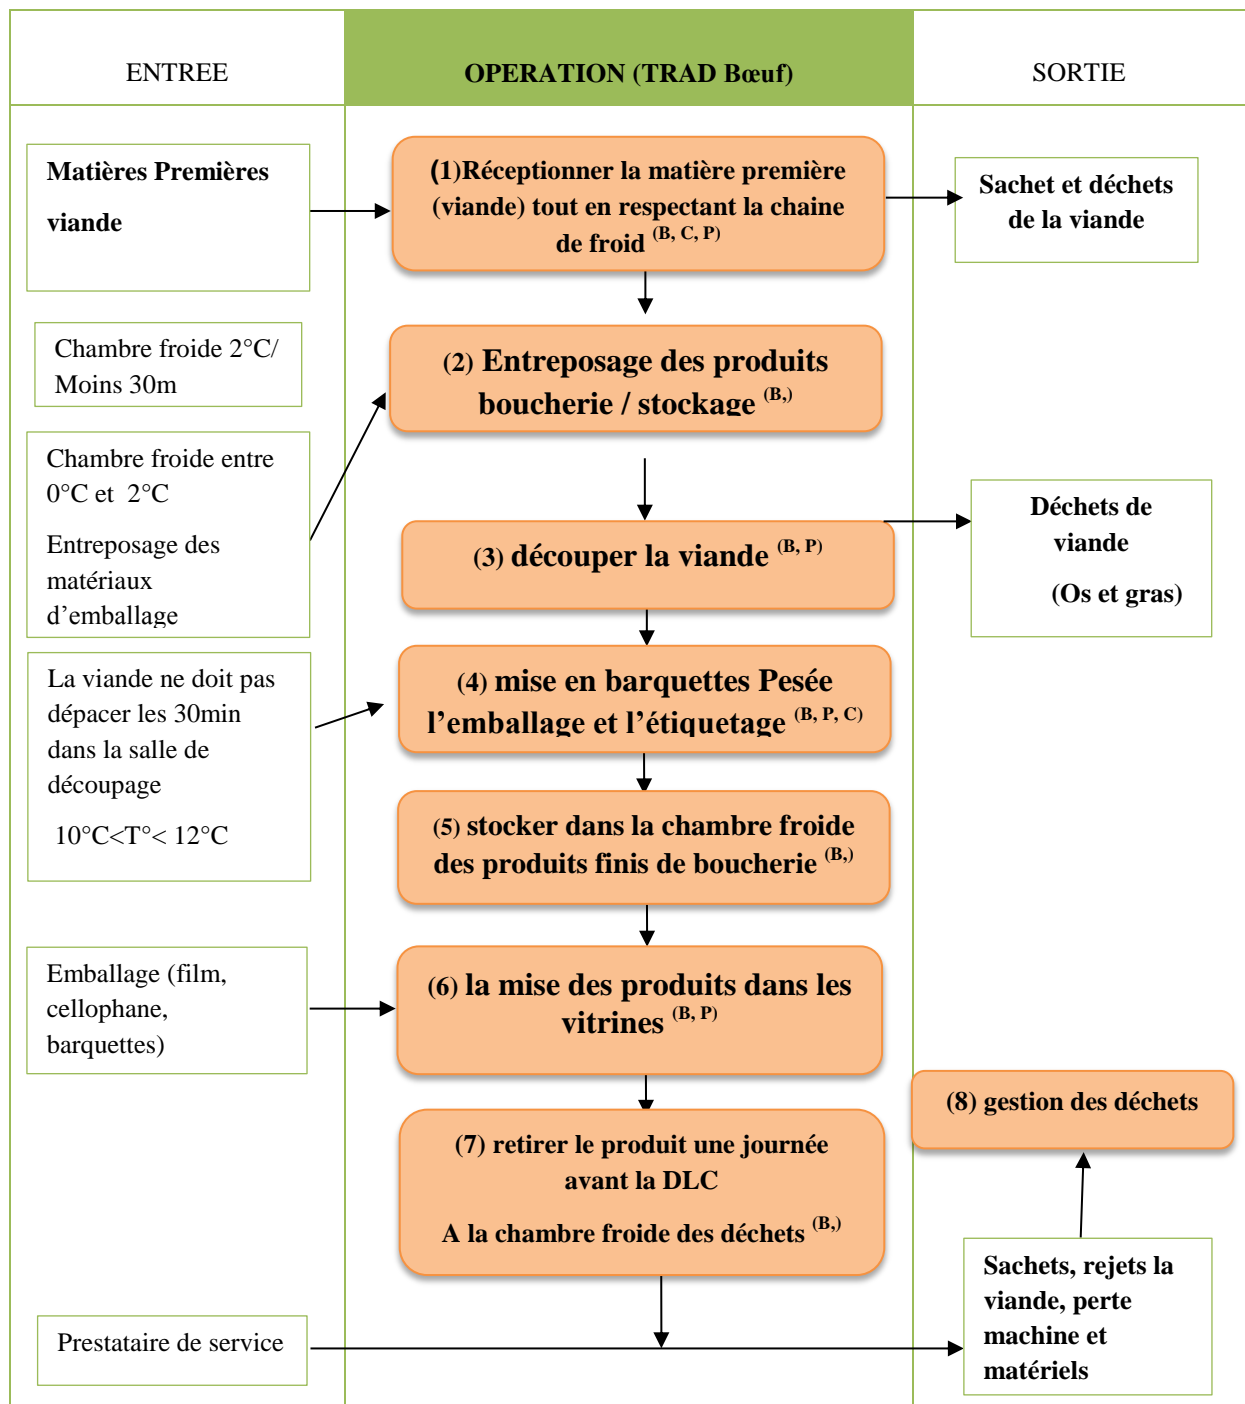 ENTREE
OPERATION (TRAD Bœuf)
SORTIE
Matières Premières
viande
(1)Réceptionner la matière première
(viande) tout en respectant la chaine
de froid (B, C, P)
Sachet et déchets
de la viande
Chambre froide 2°C/
Moins 30m
(2) Entreposage des produits
boucherie / stockage (B,)
Chambre froide entre
0°C et 2°C
Entreposage des
matériaux
d’emballage
(3) découper la viande (B, P)
Déchets de
viande
(Os et gras)
La viande ne doit pas
dépacer les 30min
dans la salle de
découpage
10°C<T°< 12°C
(4) mise en barquettes Pesée
l’emballage et l’étiquetage (B, P, C)
(5) stocker dans la chambre froide
des produits finis de boucherie (B,)
Emballage (film,
cellophane,
barquettes)
(6) la mise des produits dans les
vitrines (B, P)
(7) retirer le produit une journée
avant la DLC
A la chambre froide des déchets (B,)
(8) gestion des déchets
Prestataire de service
Sachets, rejets la
viande, perte
machine et
matériels